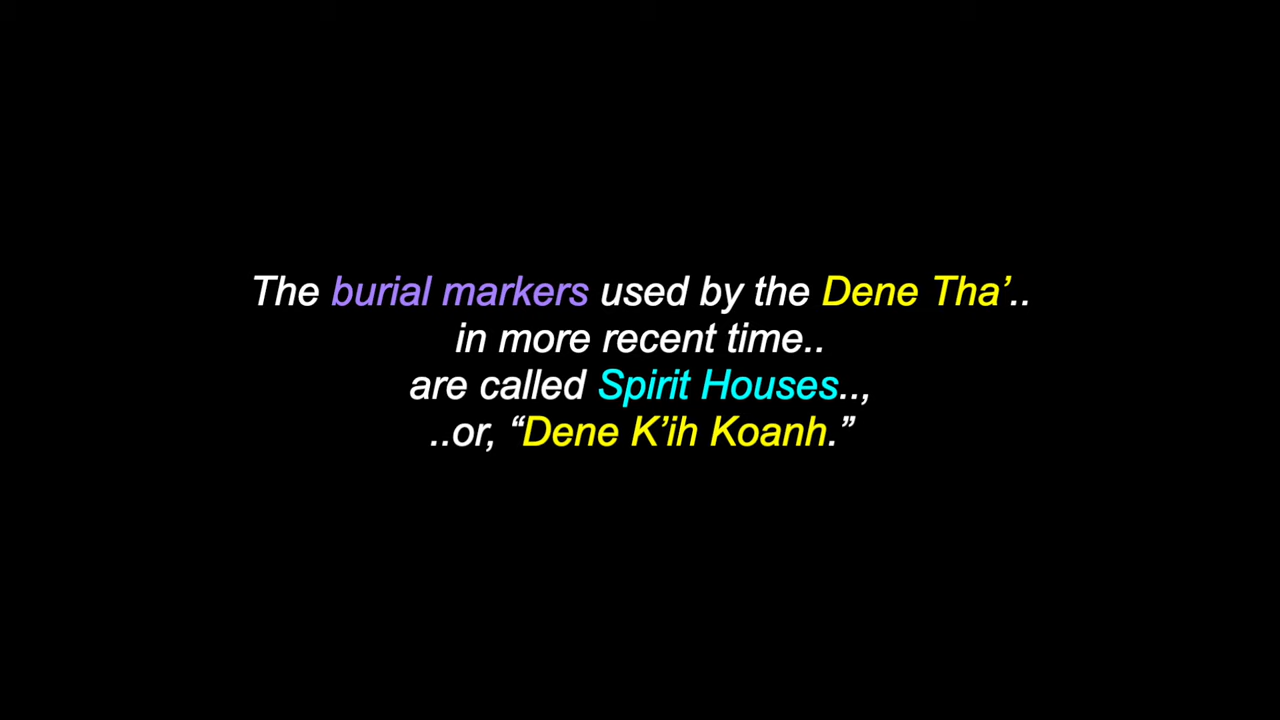 The burial markers used by the Dene Tha’..
in more recent time..
are called Spirit Houses..,
..or, “Dene K’ih Koanh.”